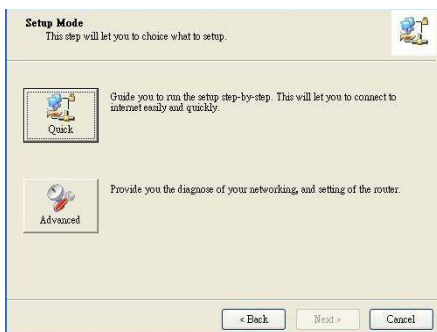 Setup Mode
This step will let you to choice what to setup.
Quick
Guide you to run the setup step-by-step. This will let you to connect to
internet easily and quickly.
Advanced
Provide you the diagnose of your networking, and setting of the router.
< Back
Next >
Cancel